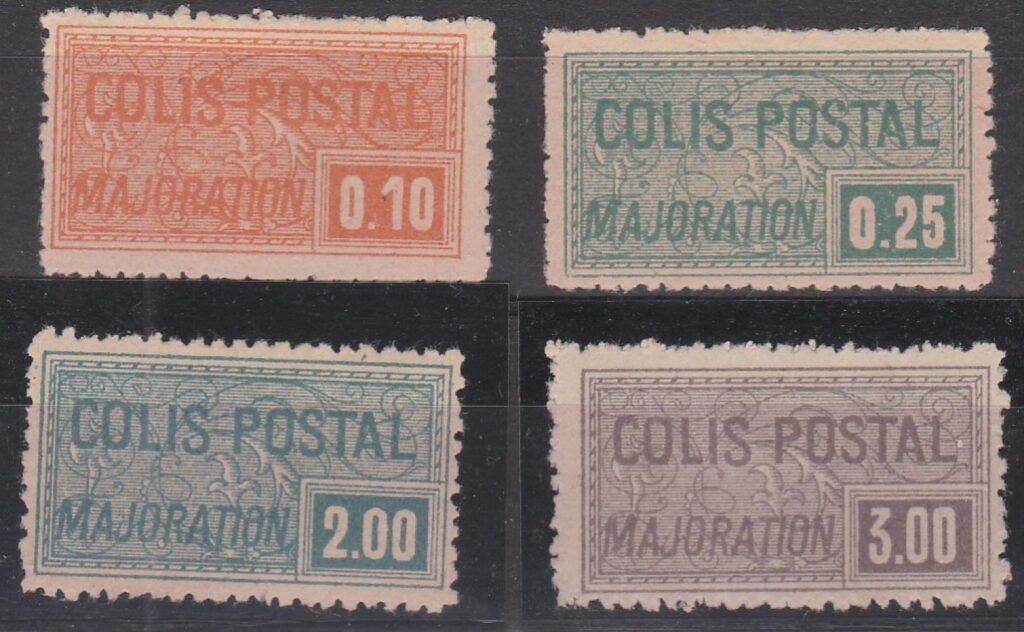 COLIS POSTAL
MAJORATION
0.10
COLIS POSTAL
MAJORATION
0.25
COLIS POSTAL
MAJORATION
2.00
COLIS POSTAL
MAJORATION
3.00